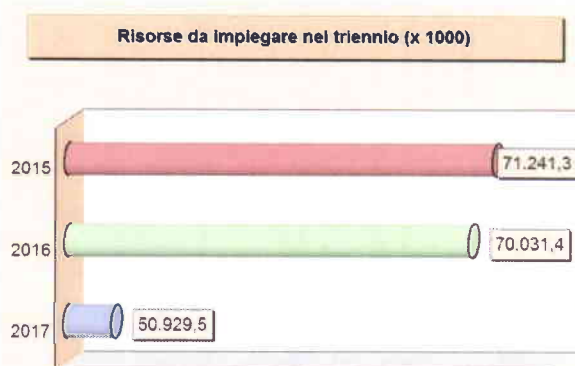 Risorse da impiegare nel triennio (x 1000)
2015 71.241,3
2016 70.031,4
2017 50.929,5